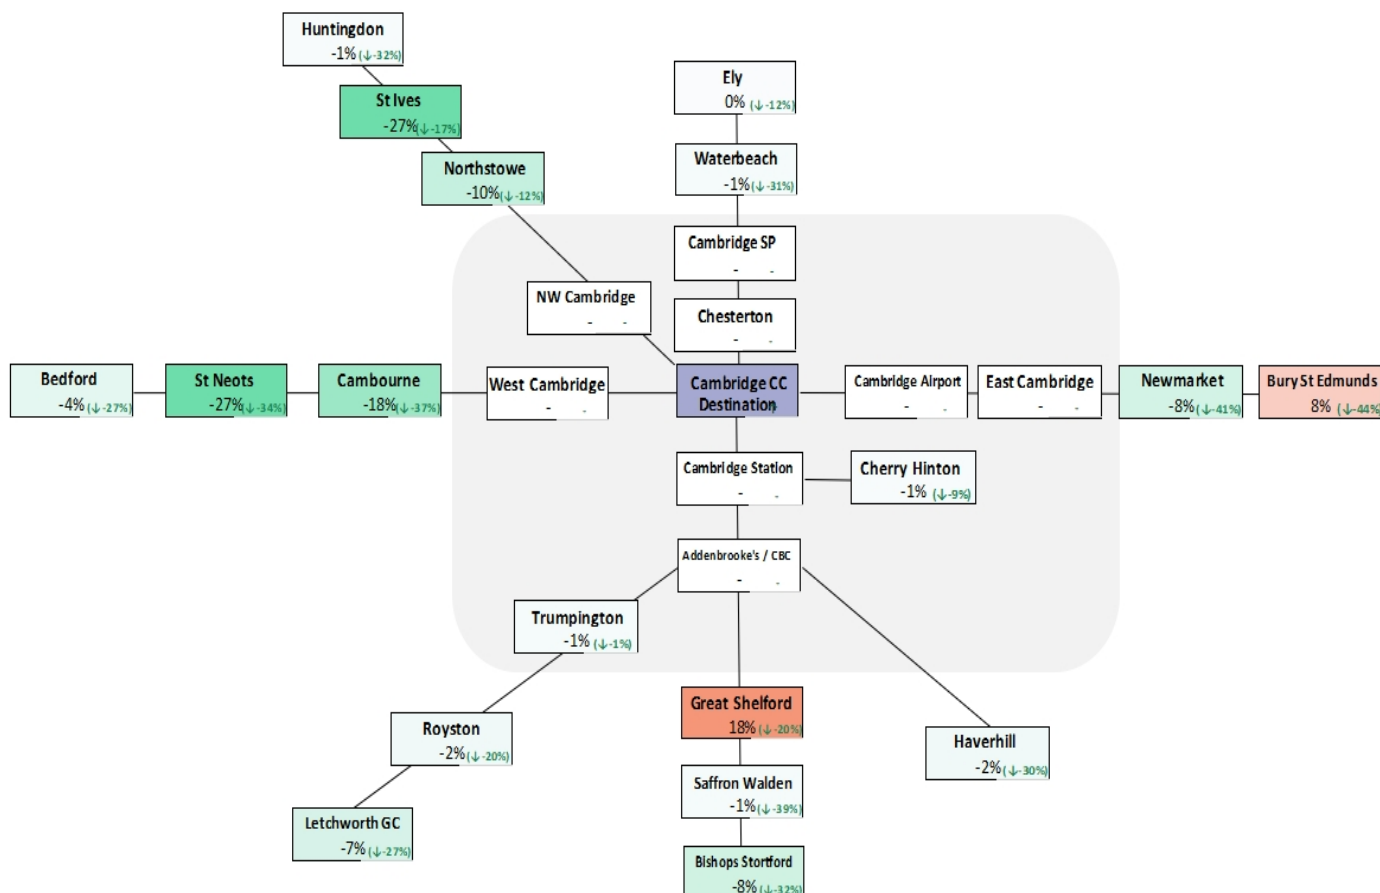 Huntingdon
-1% (↓-32%)
Ely
0% (↓-12%)
St Ives
-27% (↓-17%)
Waterbeach
-1% (↓-31%)
Northstowe
-10% (↓-12%)
Cambridge SP
- -
NW Cambridge
- -
Chesterton
- -
Bedford
-4% (↓-27%)
St Neots
-27% (↓-34%)
Cambourne
-18% (↓-37%)
West Cambridge
- -
Cambridge CC
Destination
Cambridge Airport
- -
East Cambridge
- -
Newmarket
-8% (↓-41%)
Bury St Edmunds
8% (↓-44%)
Cambridge Station
- -
Cherry Hinton
-1% (↓-9%)
Addenbrooke's / CBC
- -
Trumpington
-1% (↓-1%)
Great Shelford
18% (↓-20%)
Royston
-2% (↓-20%)
Haverhill
-2% (↓-30%)
Saffron Walden
-1% (↓-39%)
Letchworth GC
-7% (↓-27%)
Bishops Stortford
-8% (↓-32%)